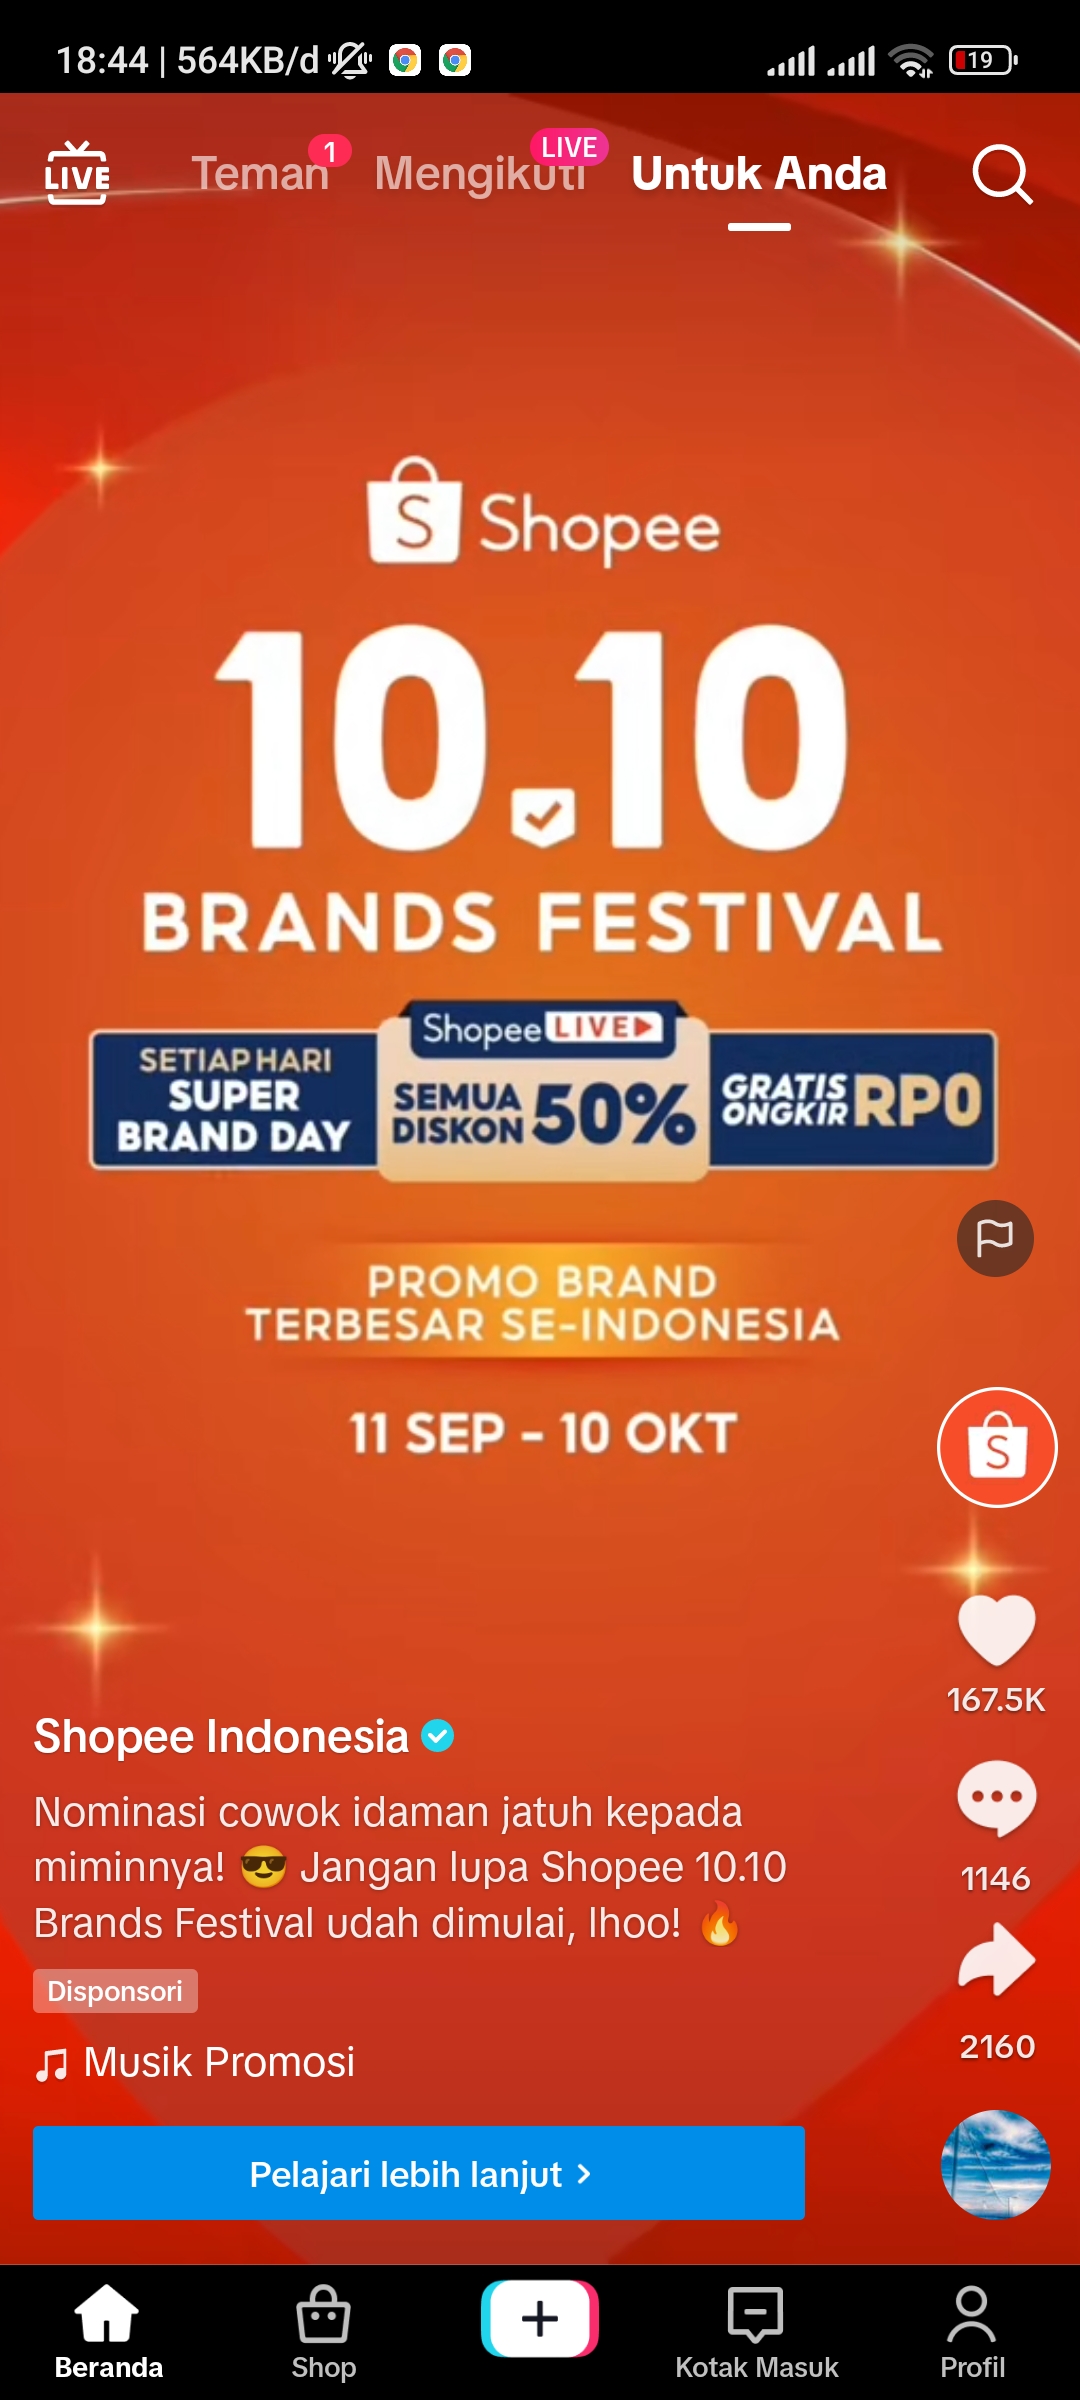 18:44 | 564KB/d
19
LIVE
Teman 1
Mengikuti LIVE
Untuk Anda
S Shopee
10.10
BRANDS FESTIVAL
SETIAP HARI
SUPER
BRAND DAY
Shopee LIVE
SEMUA
DISKON 50%
GRATIS
ONGKIR RP0
PROMO BRAND
TERBESAR SE-INDONESIA
11 SEP - 10 OKT
S
167.5K
1146
2160
Shopee Indonesia
Nominasi cowok idaman jatuh kepada
miminnya! 😎 Jangan lupa Shopee 10.10
Brands Festival udah dimulai, lhoo! 🔥
Disponsori
Musik Promosi
Pelajari lebih lanjut >
Beranda
Shop
Kotak Masuk
Profil